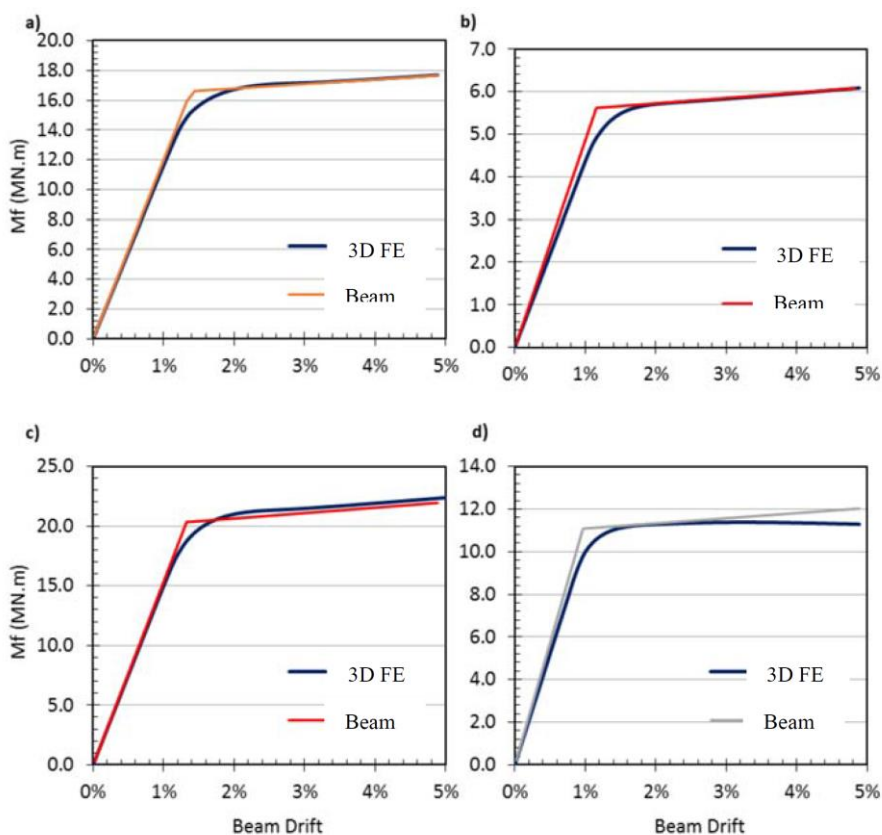 a)
20.0
18.0
16.0
14.0
12.0
10.0
8.0
6.0
4.0
2.0
0.0
Mf (MN.m)
3D FE
Beam
0% 1% 2% 3% 4% 5%
b)
7.0
6.0
5.0
4.0
3.0
2.0
1.0
0.0
3D FE
Beam
0% 1% 2% 3% 4% 5%
c)
25.0
20.0
15.0
10.0
5.0
0.0
Mf (MN.m)
3D FE
Beam
0% 1% 2% 3% 4% 5%
Beam Drift
d)
14.0
12.0
10.0
8.0
6.0
4.0
2.0
0.0
3D FE
Beam
0% 1% 2% 3% 4% 5%
Beam Drift